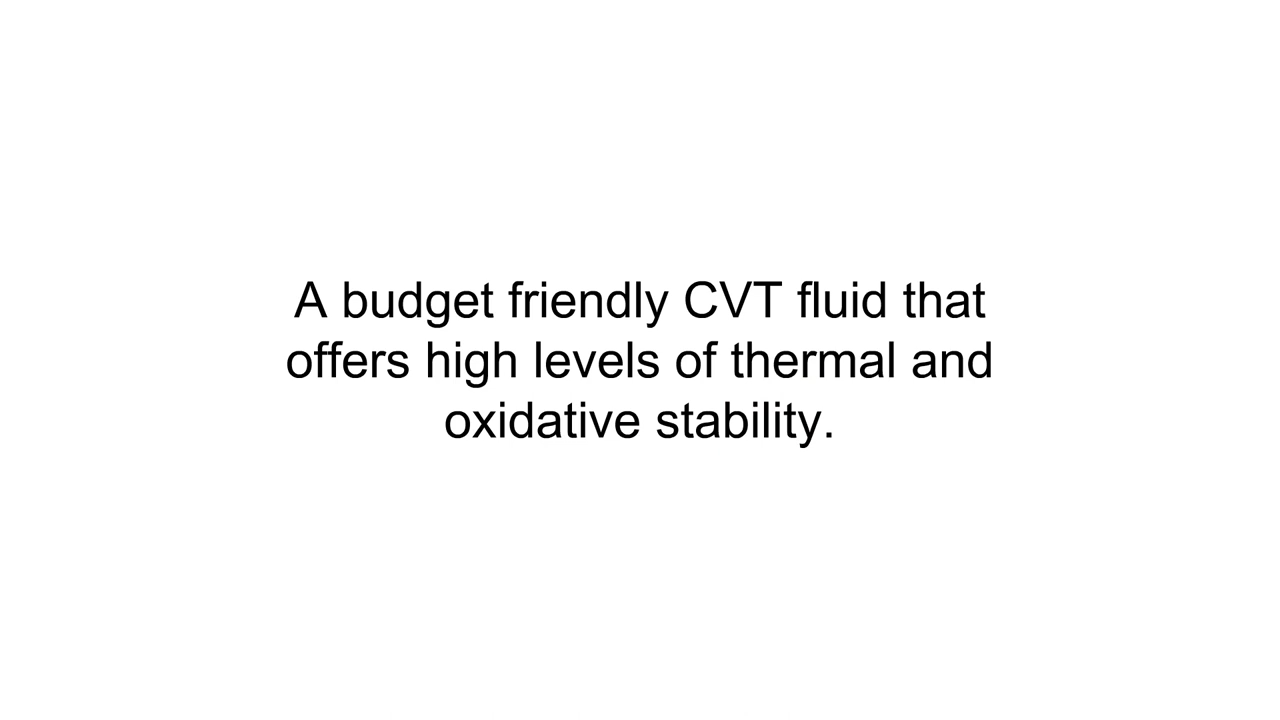 A budget friendly CVT fluid that
offers high levels of thermal and
oxidative stability.